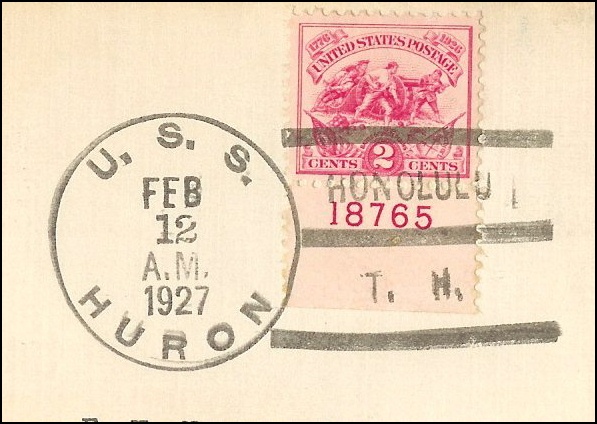 1776 1926
UNITED STATES POSTAGE
CENTS 2 CENTS
U. S. S.
FEB
12
A.M.
1927
HURON
HONOLULU
18765
T. H.